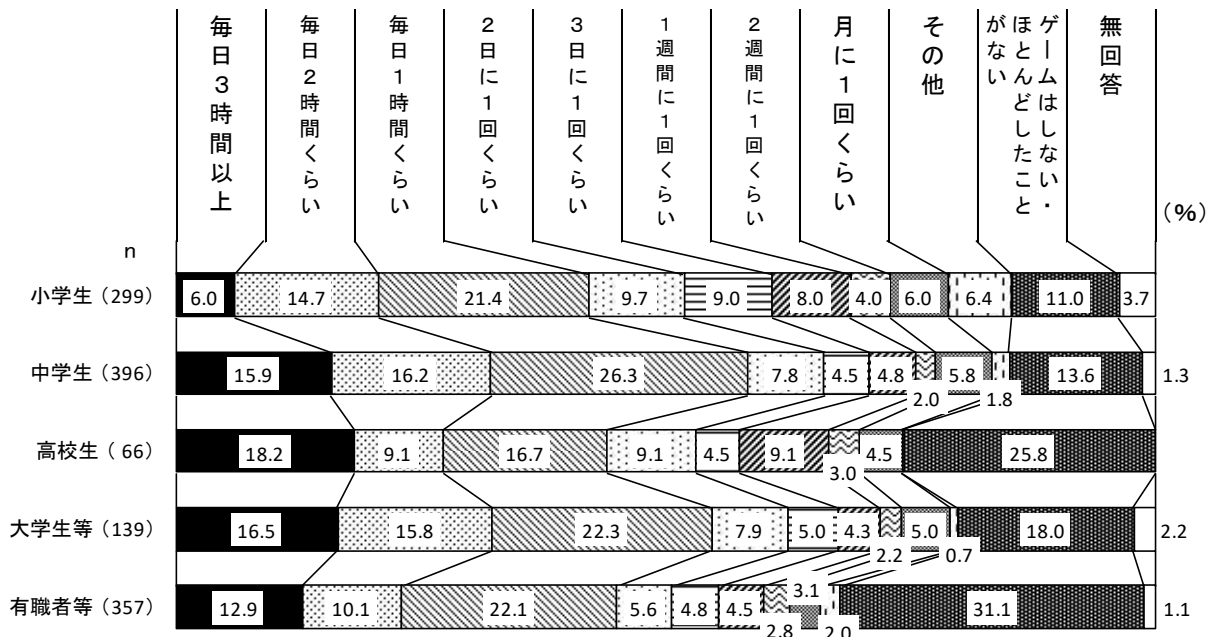 毎日3時間以上
毎日2時間くらい
毎日1時間くらい
2日に1回くらい
3日に1回くらい
1週間に1回くらい
2週間に1回くらい
月に1回くらい
その他
ゲームはしない・
ほとんどしたこと
がない
無回答
(%)
n
小学生(299) 6.0 14.7 21.4 9.7 9.0 8.0 4.0 6.0 6.4 11.0 3.7
中学生(396) 15.9 16.2 26.3 7.8 4.5 4.8 2.0 5.8 1.8 13.6 1.3
高校生( 66) 18.2 9.1 16.7 9.1 4.5 9.1 3.0 4.5 25.8
大学生等(139) 16.5 15.8 22.3 7.9 5.0 4.3 2.2 5.0 0.7 18.0 2.2
有職者等(357) 12.9 10.1 22.1 5.6 4.8 4.5 2.8 3.1 2.0 31.1 1.1